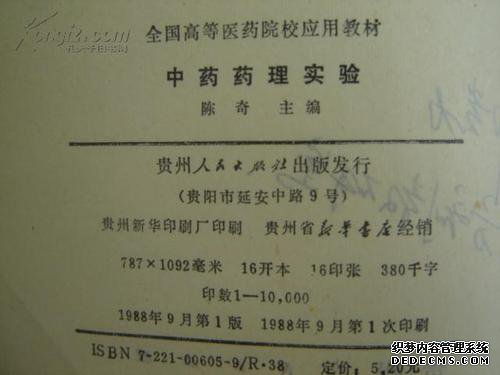 全国高等医药院校应用教材
中药药理实验
陈奇 主编
贵州人民出版社出版发行
(贵阳市延安中路9号)
贵州新华印刷厂印刷 贵州省新华书店经销
787×1092毫米 16开本 16印张 380千字
印数1—10,000
1988年9月第1版 1988年9月第1次印刷
ISBN 7-221-00605-9/R·38 定价: 5.20元
织梦内容管理系统
DEDECMS.COM